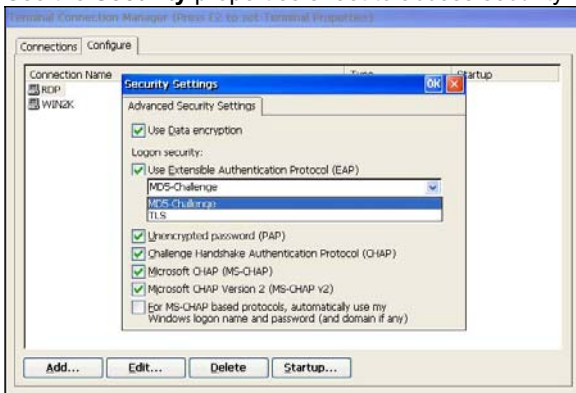 Terminal Connection Manager (Press F2 to set Terminal Properties)
Connections Configure
Connection Name Type Startup
RDP
WIN2K
Security Settings OK
Advanced Security Settings
Use Data encryption
Logon security:
Use Extensible Authentication Protocol (EAP)
MD5-Challenge
MD5-Challenge
TLS
Unencrypted password (PAP)
Challenge Handshake Authentication Protocol (CHAP)
Microsoft CHAP (MS-CHAP)
Microsoft CHAP Version 2 (MS-CHAP v2)
For MS-CHAP based protocols, automatically use my
Windows logon name and password (and domain if any)
Add... Edit... Delete Startup...